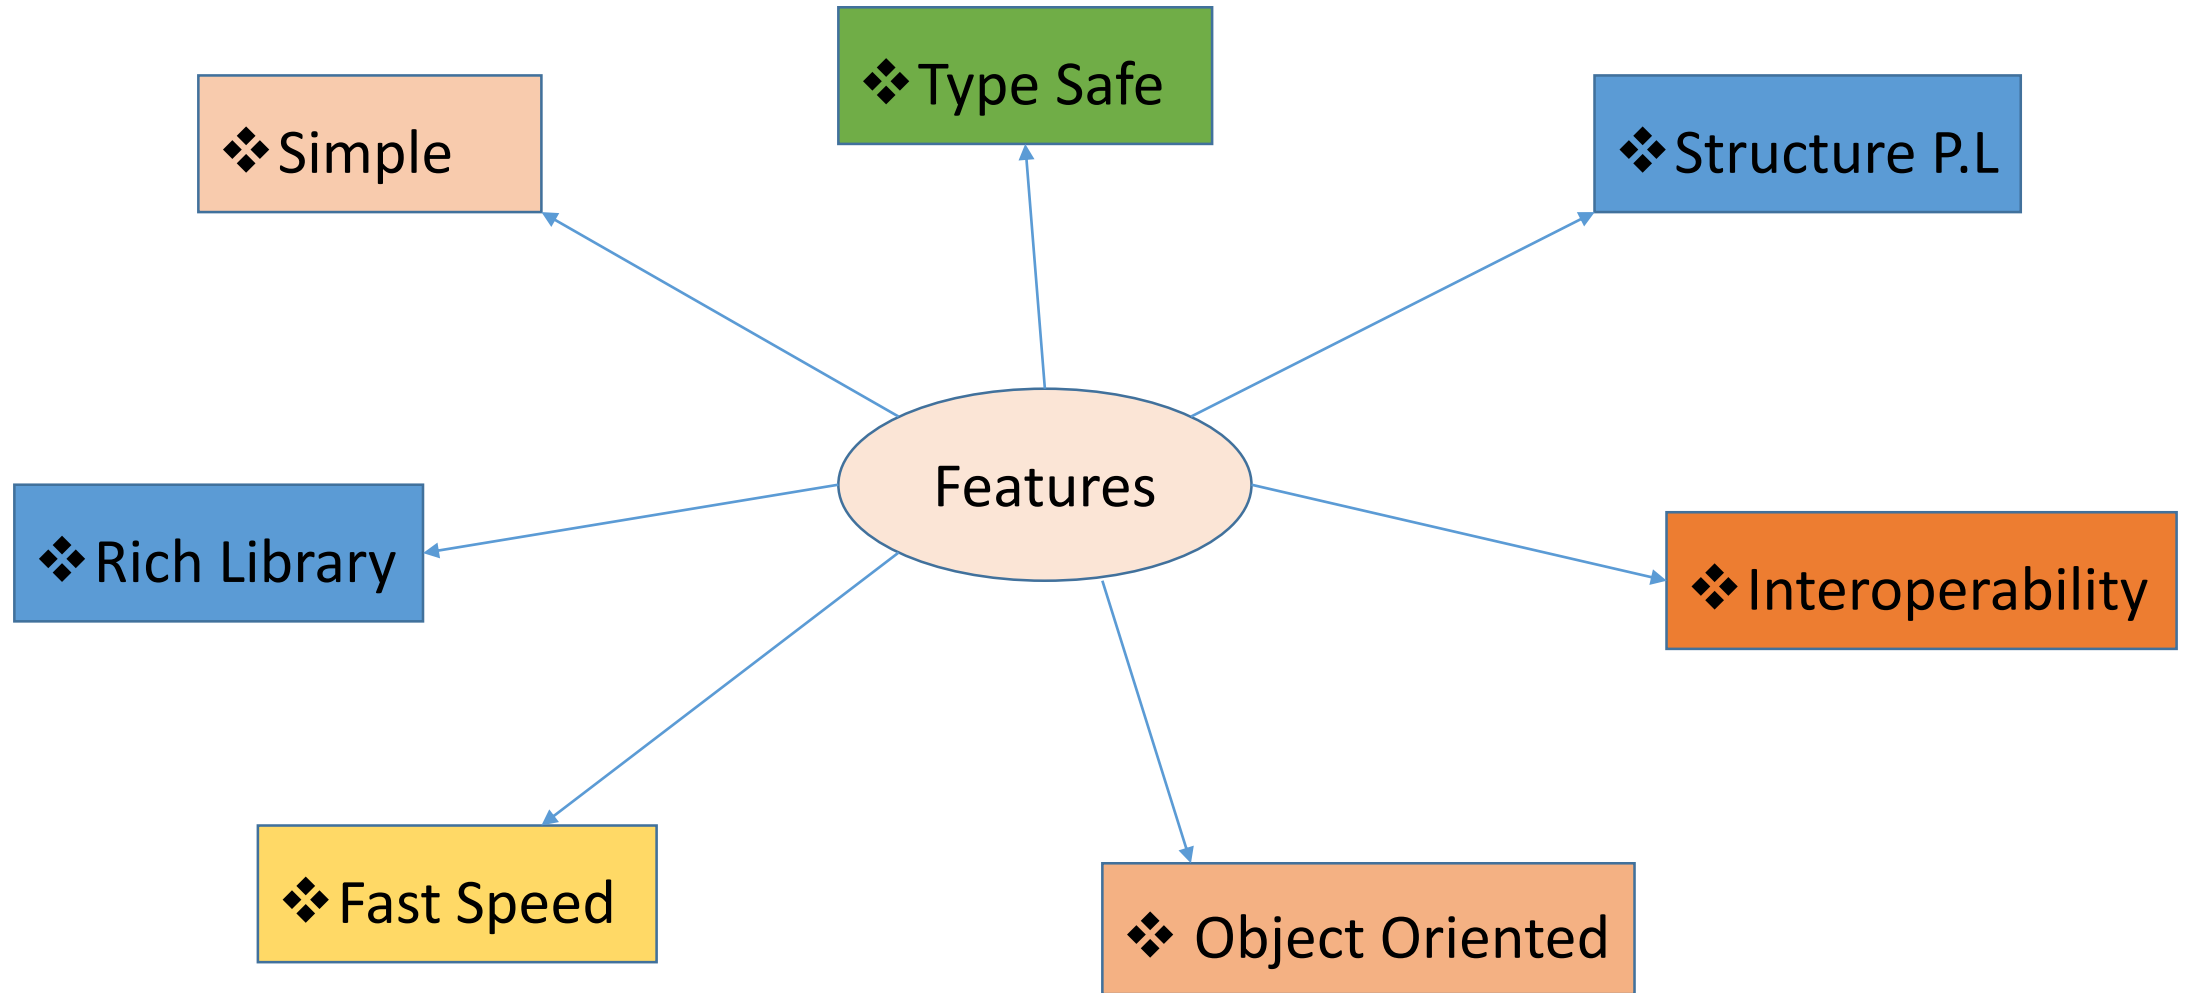 ❖Type Safe
❖Simple
❖Structure P.L
Features
❖Rich Library
❖Interoperability
❖Fast Speed
❖ Object Oriented